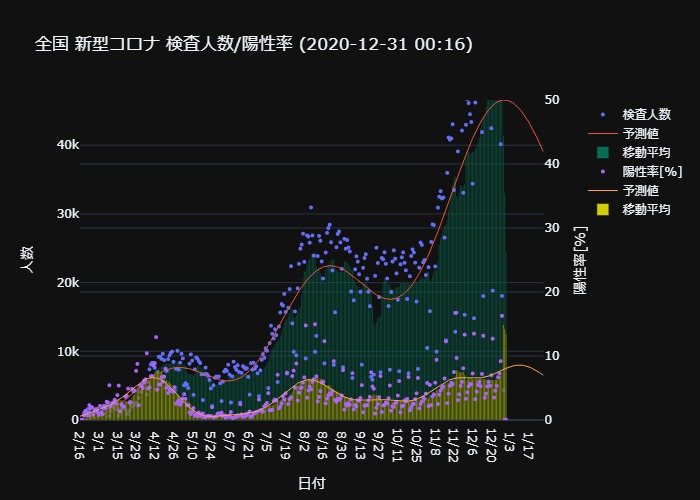 全国 新型コロナ 検査人数/陽性率 (2020-12-31 00:16)
50
40
30
20
10
0
40k
30k
20k
10k
0
人数
陽性率[%]
検査人数
予測値
移動平均
陽性率[%]
予測値
移動平均
2/16
3/1
3/15
3/29
4/12
4/26
5/10
5/24
6/7
6/21
7/5
7/19
8/2
8/16
8/30
9/13
9/27
10/11
10/25
11/8
11/22
12/6
12/20
1/3
1/17
日付